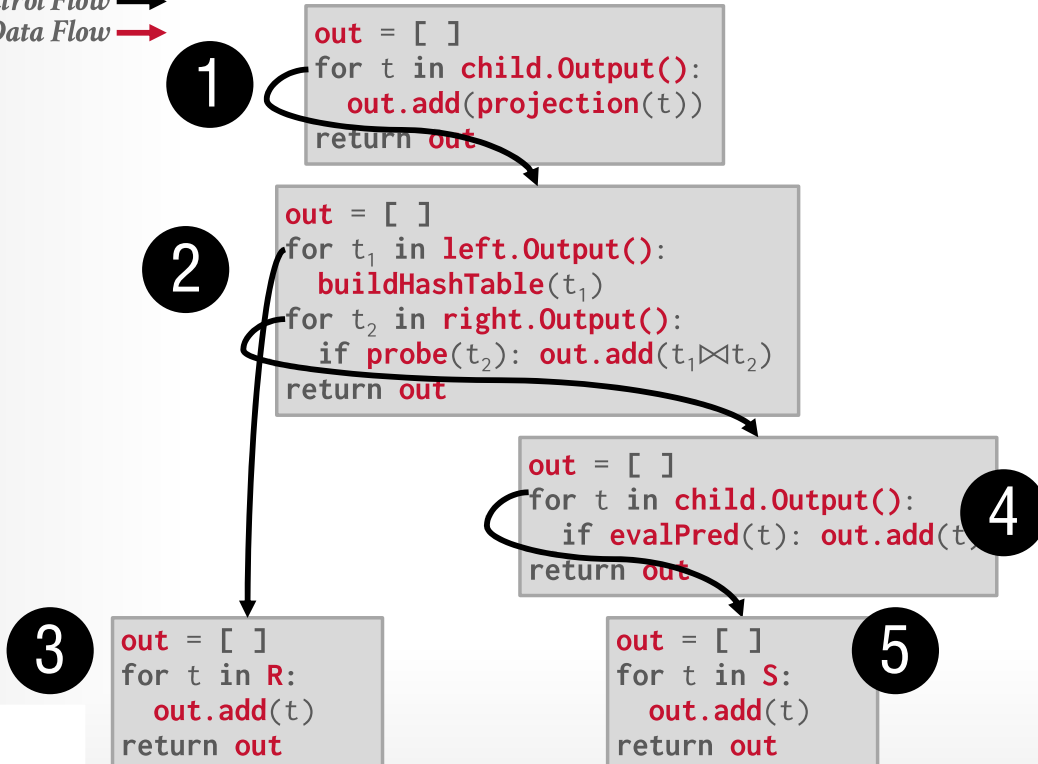 Control Flow
Data Flow
1
out = [ ]
for t in child.Output():
out.add(projection(t))
return out
2
out = [ ]
for t1 in left.Output():
buildHashTable(t1)
for t2 in right.Output():
if probe(t2): out.add(t1⋈t2)
return out
4
out = [ ]
for t in child.Output():
if evalPred(t): out.add(t
return out
3
out = [ ]
for t in R:
out.add(t)
return out
5
out = [ ]
for t in S:
out.add(t)
return out